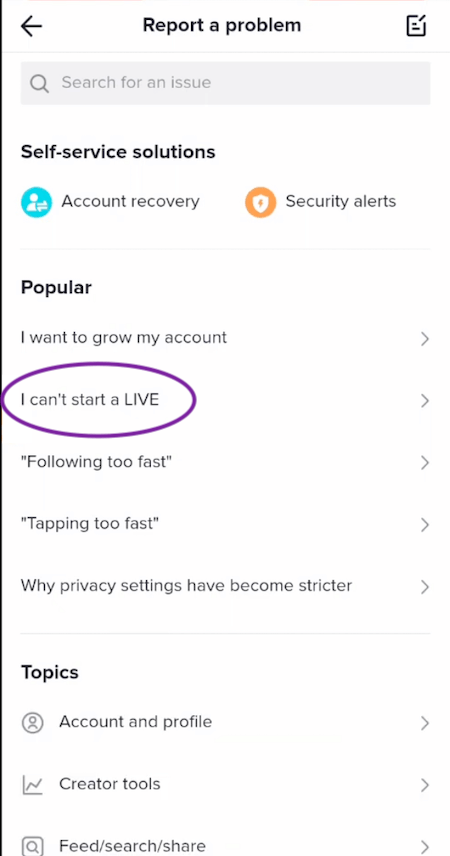 Report a problem
Search for an issue
Self-service solutions
Account recovery
Security alerts
Popular
I want to grow my account
I can't start a LIVE
"Following too fast"
"Tapping too fast"
Why privacy settings have become stricter
Topics
Account and profile
Creator tools
Feed/search/share